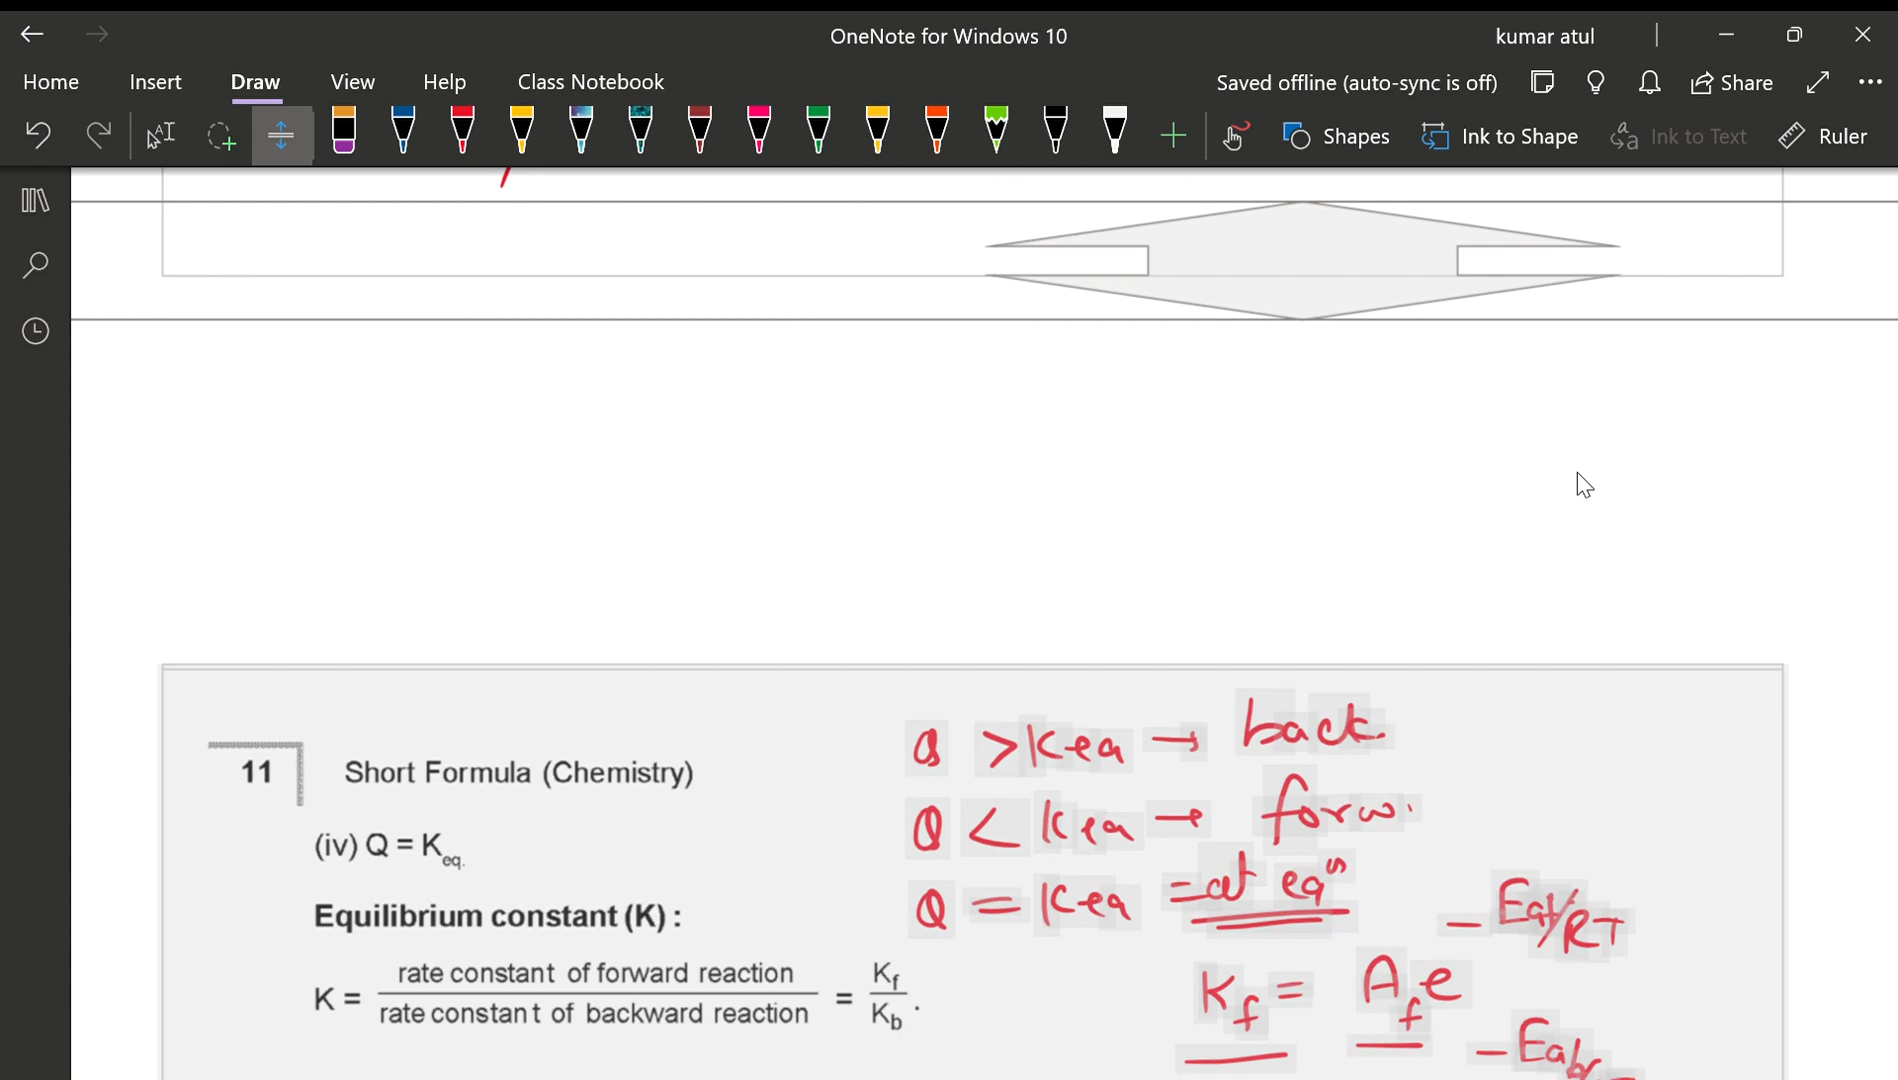 OneNote for Windows 10
kumar atul
Home Insert Draw View Help Class Notebook
Saved offline (auto-sync is off) Share
Shapes Ink to Shape Ink to Text Ruler
11 Short Formula (Chemistry)
(iv) Q = Keq.
Equilibrium constant (K) :
K = rate constant of forward reaction / rate constant of backward reaction = Kf / Kb .
Q > Keq → back.
Q < Keq → forw.
Q = Keq = at eqn
Kf = Af e
- Eaf/RT
- Eab/